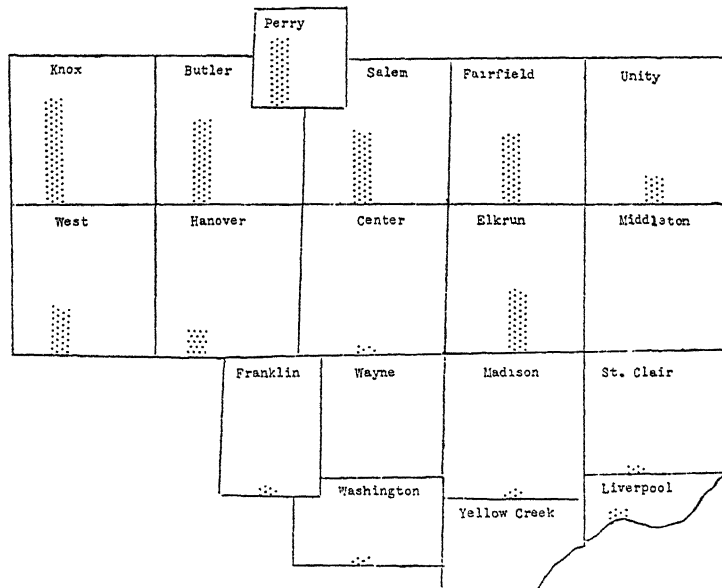 Perry
Knox
Butler
Salem
Fairfield
Unity
West
Hanover
Center
Elkrun
Middleton
Franklin
Wayne
Madison
St. Clair
Washington
Yellow Creek
Liverpool